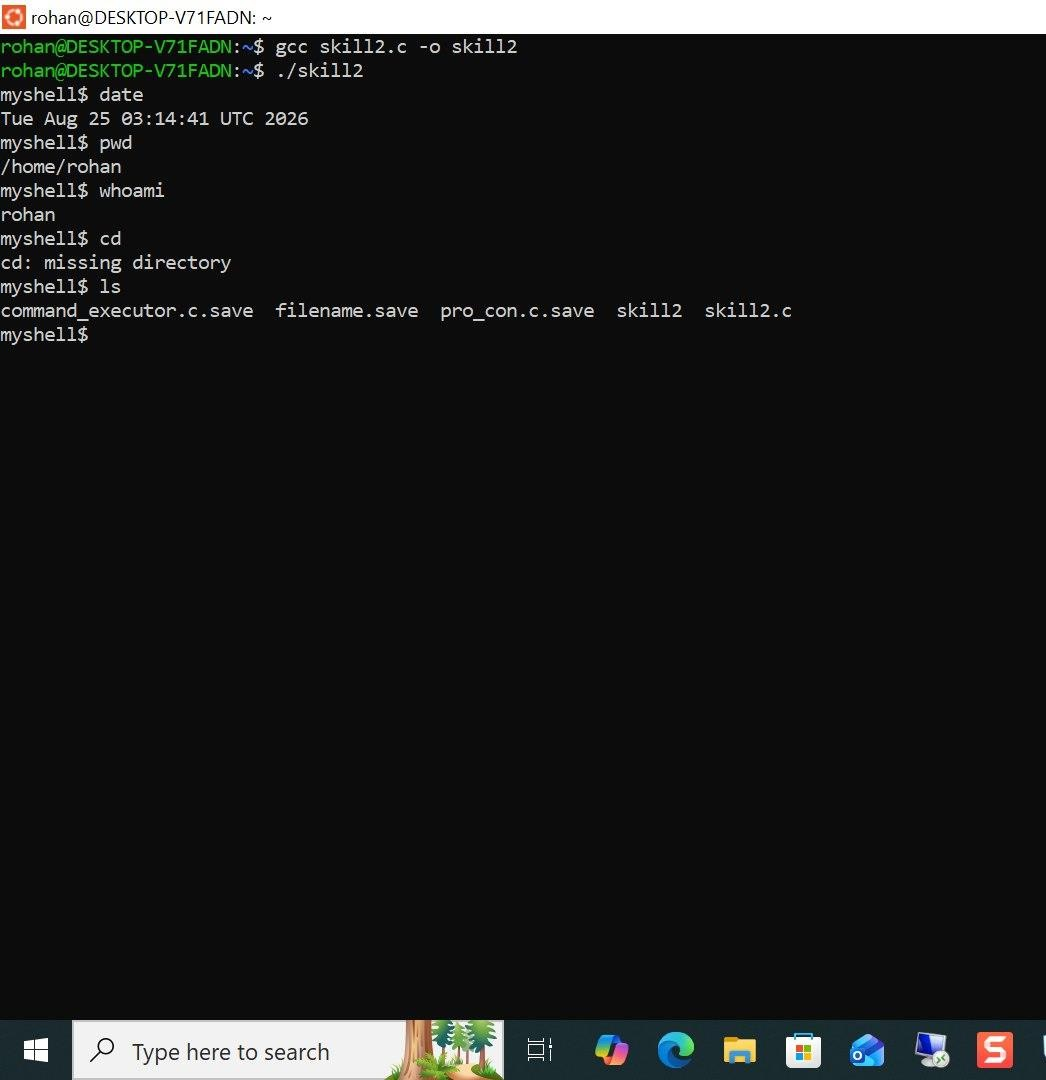 rohan@DESKTOP-V71FADN: ~
rohan@DESKTOP-V71FADN:~$ gcc skill2.c -o skill2
rohan@DESKTOP-V71FADN:~$ ./skill2
myshell$ date
Tue Aug 25 03:14:41 UTC 2026
myshell$ pwd
/home/rohan
myshell$ whoami
rohan
myshell$ cd
cd: missing directory
myshell$ ls
command_executor.c.save  filename.save  pro_con.c.save  skill2  skill2.c
myshell$
Type here to search
o
S